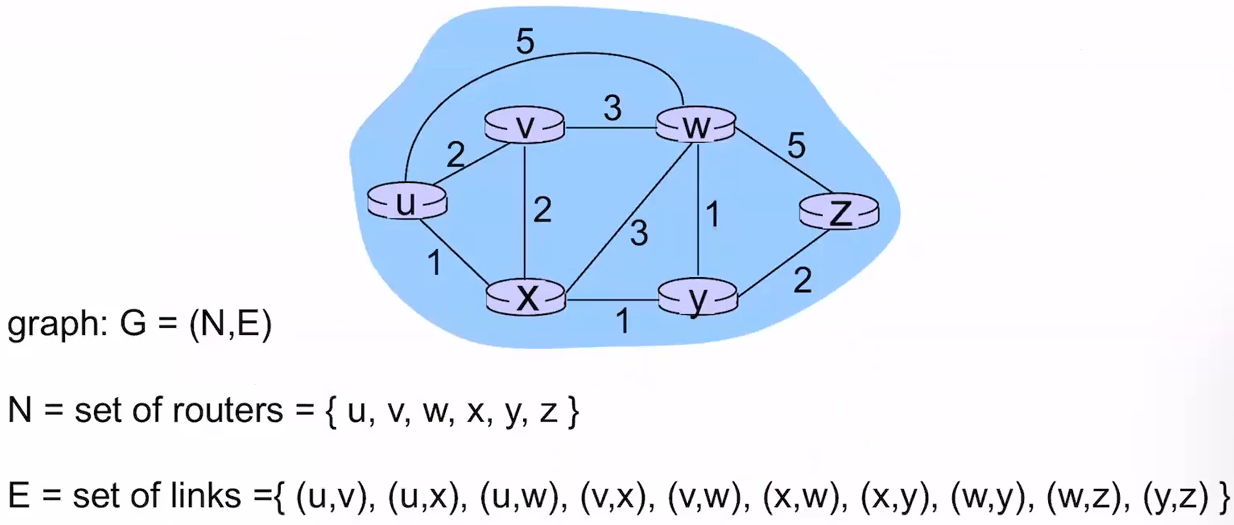 5
v
3
w
5
2
u
2
3
1
z
1
x
y
2
1
graph: G = (N,E)
N = set of routers = { u, v, w, x, y, z }
E = set of links ={ (u,v), (u,x), (u,w), (v,x), (v,w), (x,w), (x,y), (w,y), (w,z), (y,z) }